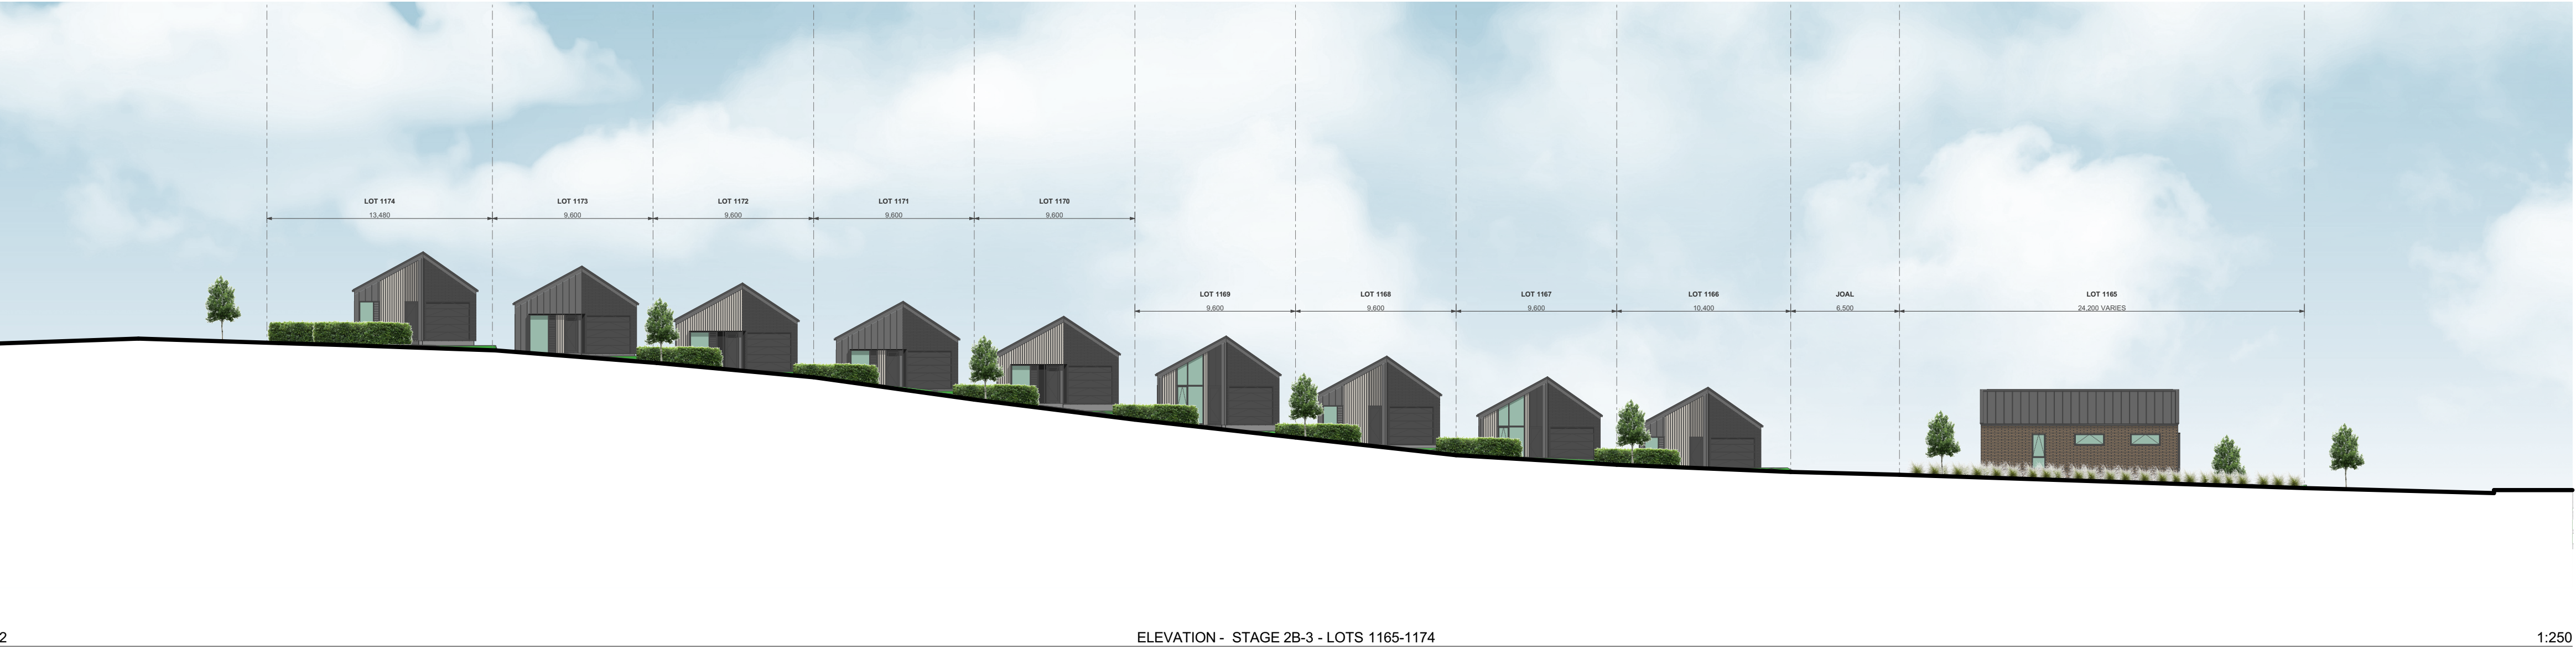 LOT 1174
LOT 1173
LOT 1172
LOT 1171
LOT 1170
13,480
9,600
9,600
9,600
9,600
LOT 1169
LOT 1168
LOT 1167
LOT 1166
JOAL
LOT 1165
9,600
9,600
9,600
10,400
6,500
24,200 VARIES
2
ELEVATION - STAGE 2B-3 - LOTS 1165-1174
1:250